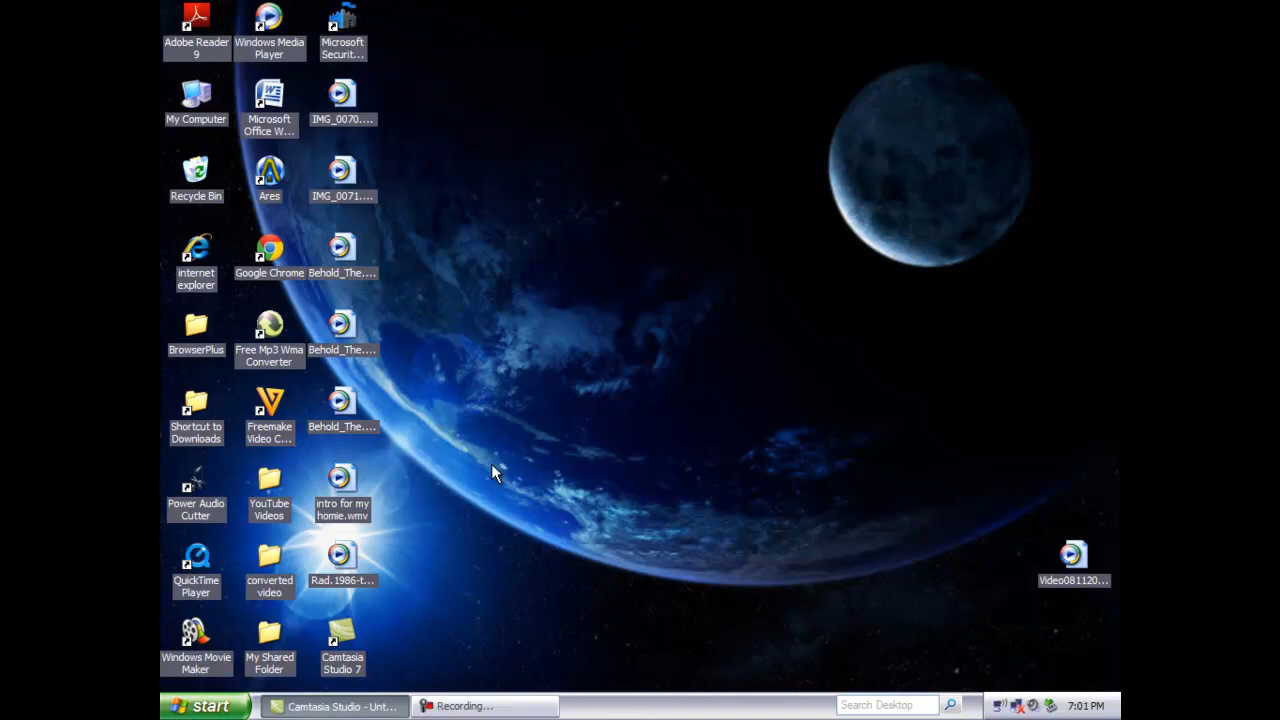 Adobe Reader
9
Windows Media
Player
Microsoft
Securit...
My Computer
Microsoft
Office W...
IMG_0070....
Recycle Bin
Ares
IMG_0071....
internet
explorer
Google Chrome
Behold_The....
BrowserPlus
Free Mp3 Wma
Converter
Behold_The....
Shortcut to
Downloads
Freemake
Video C...
Behold_The....
Power Audio
Cutter
YouTube
Videos
intro for my
homie.wmv
QuickTime
Player
converted
video
Rad.1986-t...
Video081120...
Windows Movie
Maker
My Shared
Folder
Camtasia
Studio 7
start
Camtasia Studio - Unt...
Recording...
Search Desktop
7:01 PM